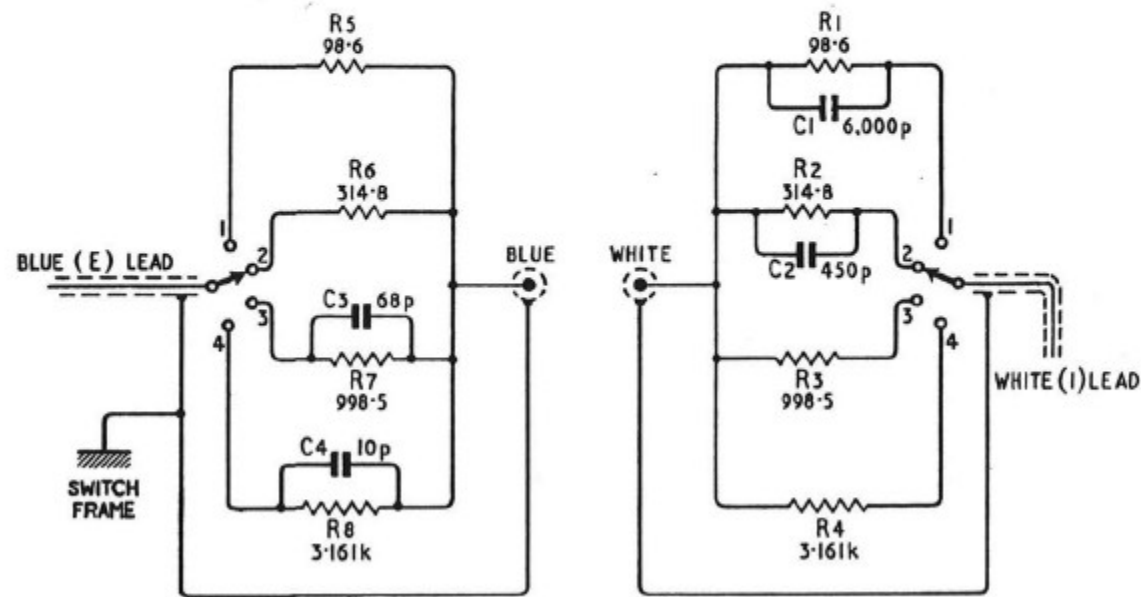 R5
98·6
R6
314·8
1
2
3
4
BLUE (E) LEAD
C3 68p
R7
998·5
C4 10p
R8
3·161k
SWITCH
FRAME
BLUE
WHITE
R1
98·6
C1 6,000p
R2
314·8
C2 450p
1
2
3
4
R3
998·5
R4
3·161k
WHITE (I) LEAD